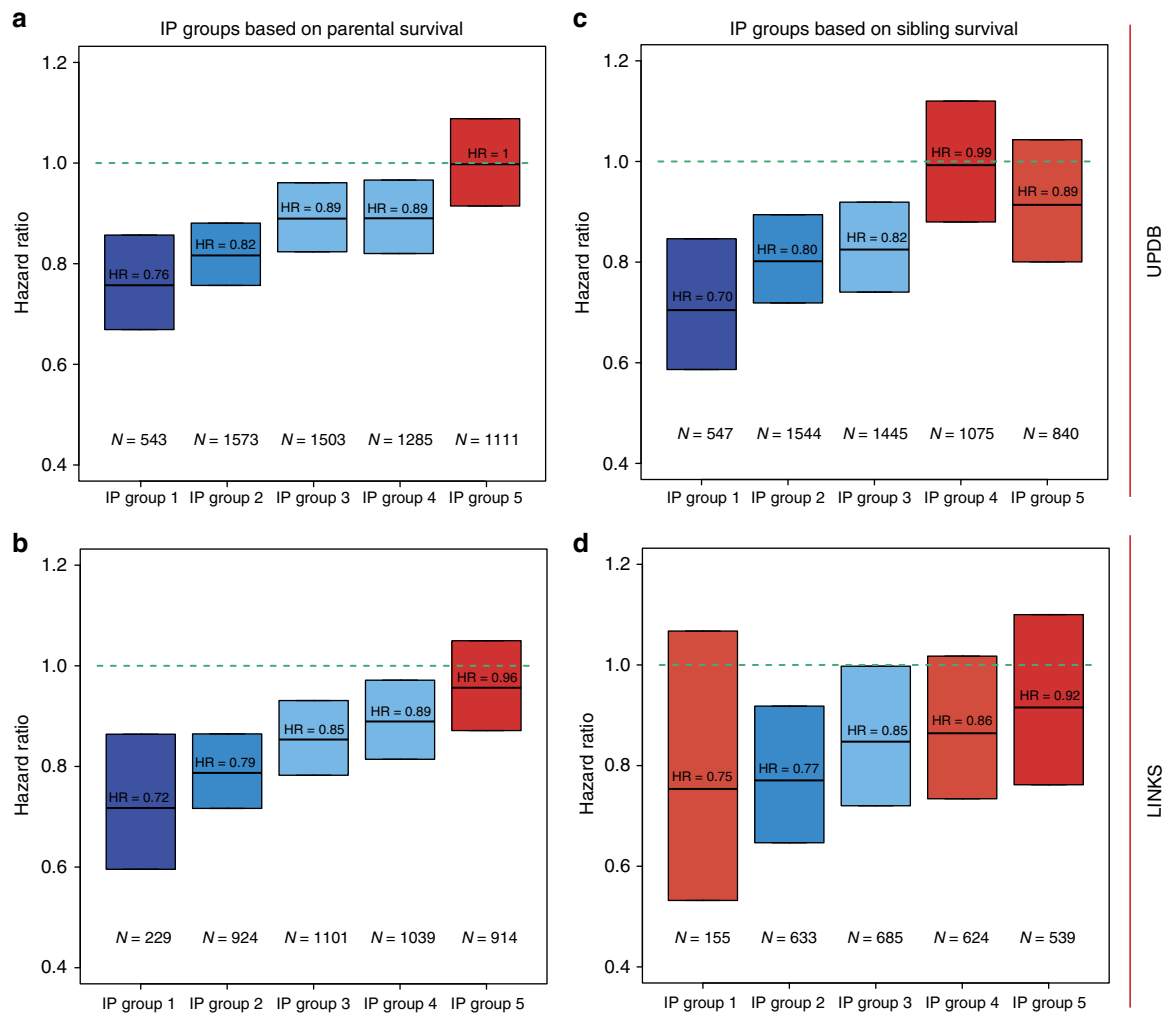 a
IP groups based on parental survival
Hazard ratio
1.2
1.0
0.8
0.6
0.4
HR = 0.76
HR = 0.82
HR = 0.89
HR = 0.89
HR = 1
N = 543
N = 1573
N = 1503
N = 1285
N = 1111
IP group 1
IP group 2
IP group 3
IP group 4
IP group 5
c
IP groups based on sibling survival
Hazard ratio
1.2
1.0
0.8
0.6
0.4
HR = 0.70
HR = 0.80
HR = 0.82
HR = 0.99
HR = 0.89
N = 547
N = 1544
N = 1445
N = 1075
N = 840
IP group 1
IP group 2
IP group 3
IP group 4
IP group 5
UPDB
b
Hazard ratio
1.2
1.0
0.8
0.6
0.4
HR = 0.72
HR = 0.79
HR = 0.85
HR = 0.89
HR = 0.96
N = 229
N = 924
N = 1101
N = 1039
N = 914
IP group 1
IP group 2
IP group 3
IP group 4
IP group 5
d
Hazard ratio
1.2
1.0
0.8
0.6
0.4
HR = 0.75
HR = 0.77
HR = 0.85
HR = 0.86
HR = 0.92
N = 155
N = 633
N = 685
N = 624
N = 539
IP group 1
IP group 2
IP group 3
IP group 4
IP group 5
LINKS